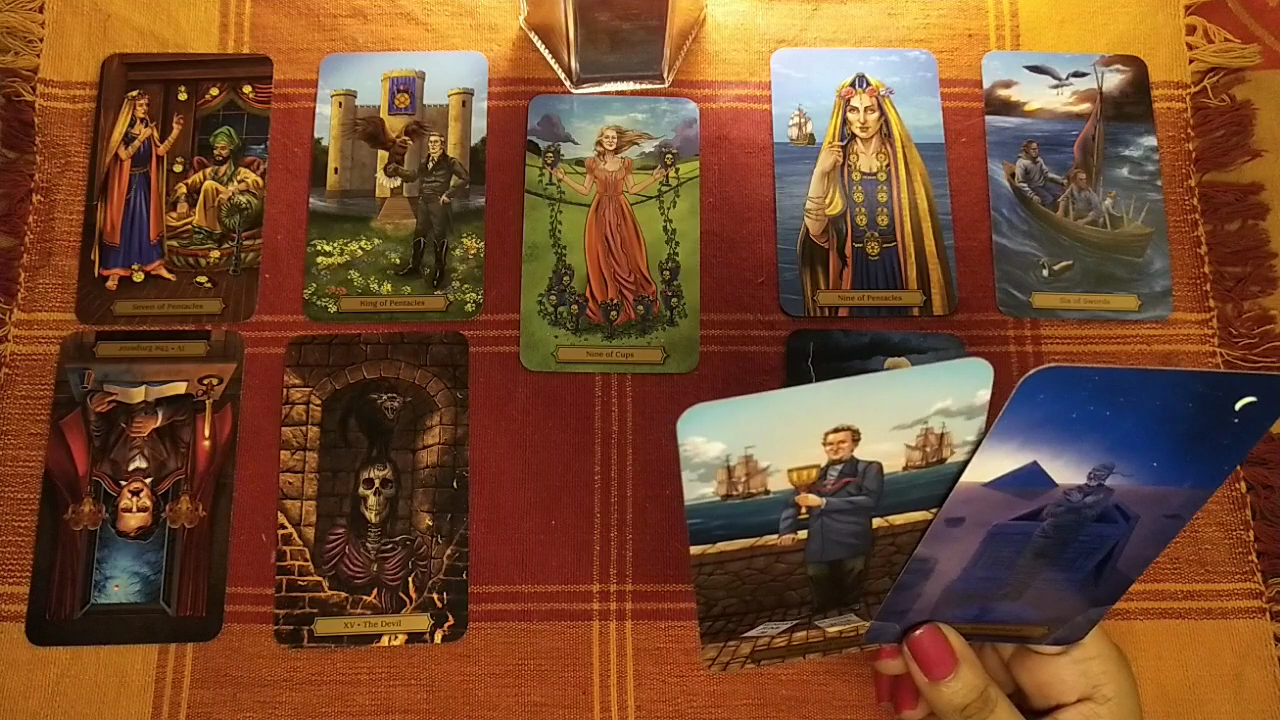 Seven of Pentacles
King of Pentacles
Nine of Cups
Nine of Pentacles
Six of Swords
IV • The Emperor
XV • The Devil